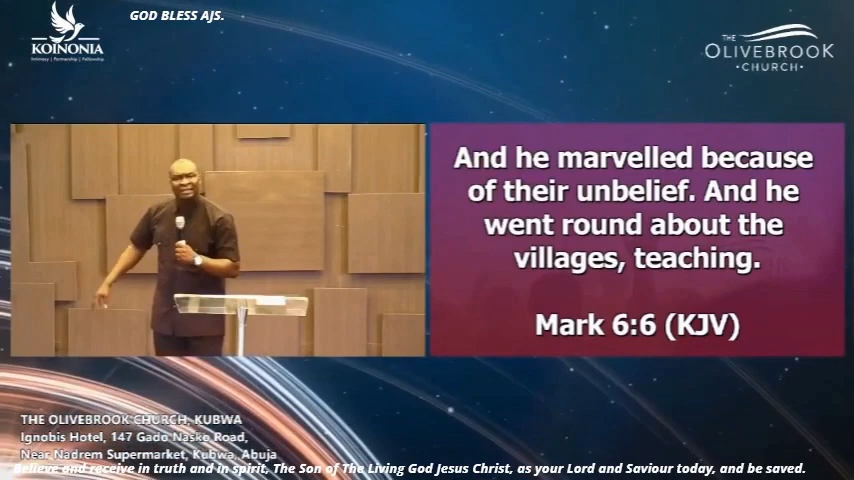 GOD BLESS AJS.
KOINONIA
Intimacy | Partnership | Fellowship
THE
OLIVEBROOK
•CHURCH•
And he marvelled because
of their unbelief. And he
went round about the
villages, teaching.
Mark 6:6 (KJV)
THE OLIVEBROOK CHURCH, KUBWA
Ignobis Hotel, 147 Gado Nasko Road,
Near Nadrem Supermarket, Kubwa, Abuja
Believe and receive in truth and in spirit, The Son of The Living God Jesus Christ, as your Lord and Saviour today, and be saved.